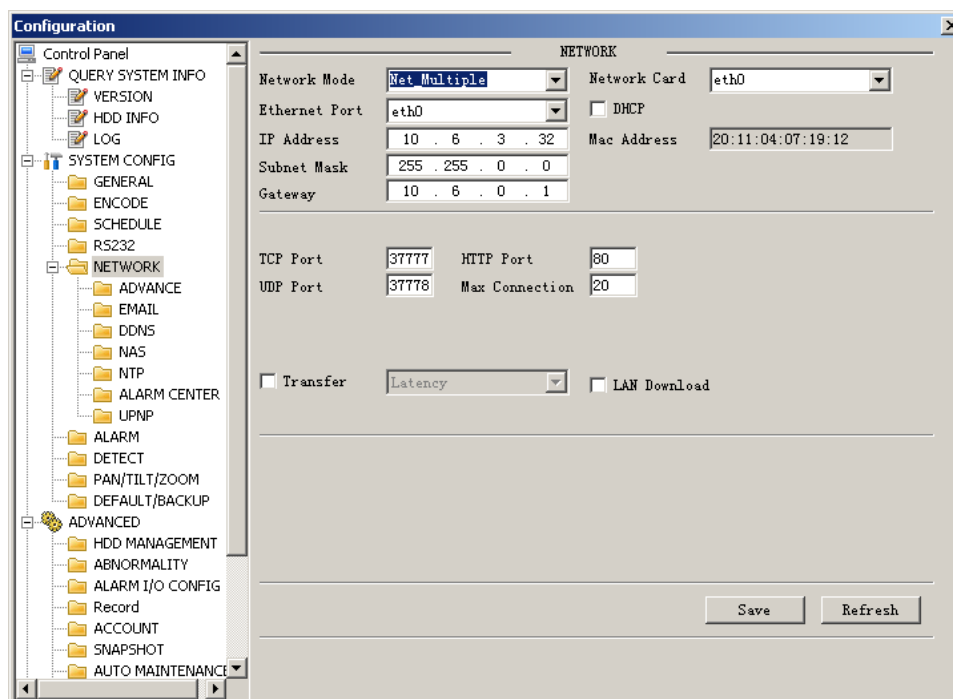 Configuration
Control Panel
QUERY SYSTEM INFO
VERSION
HDD INFO
LOG
SYSTEM CONFIG
GENERAL
ENCODE
SCHEDULE
RS232
NETWORK
ADVANCE
EMAIL
DDNS
NAS
NTP
ALARM CENTER
UPNP
ALARM
DETECT
PAN/TILT/ZOOM
DEFAULT/BACKUP
ADVANCED
HDD MANAGEMENT
ABNORMALITY
ALARM I/O CONFIG
Record
ACCOUNT
SNAPSHOT
AUTO MAINTENANCE
NETWORK
Network Mode Net_Multiple Network Card eth0
Ethernet Port eth0 DHCP
IP Address 10 . 6 . 3 . 32 Mac Address 20:11:04:07:19:12
Subnet Mask 255 . 255 . 0 . 0
Gateway 10 . 6 . 0 . 1
TCP Port 37777 HTTP Port 80
UDP Port 37778 Max Connection 20
Transfer Latency LAN Download
Save Refresh